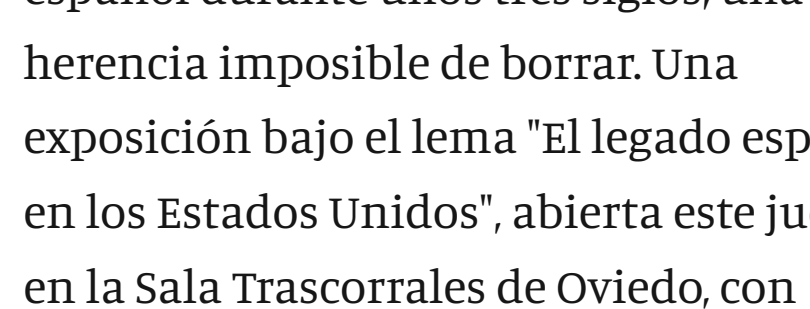 herencia imposible de borrar. Una
exposición bajo el lema "El legado esp
en los Estados Unidos", abierta este ju
en la Sala Trascorrales de Oviedo, con